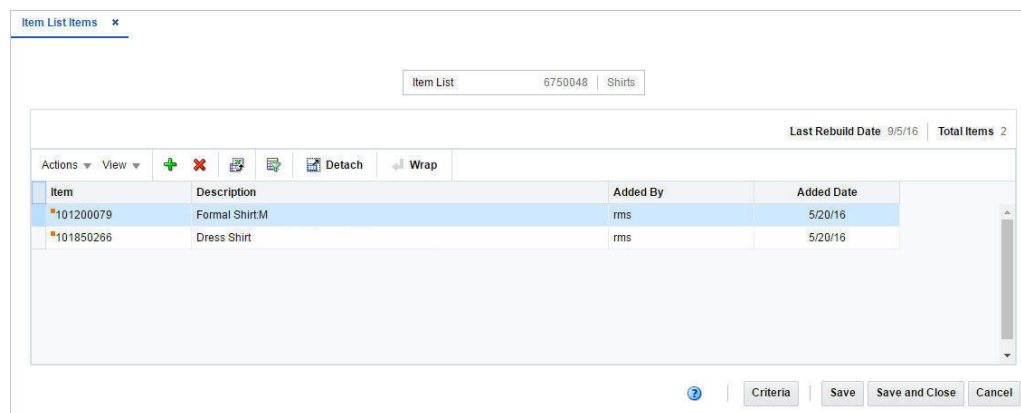 Item List Items ×
Item List 6750048 Shirts
Last Rebuild Date 9/5/16 Total Items 2
Actions View Detach Wrap
Item Description Added By Added Date
101200079 Formal Shirt:M rms 5/20/16
101850266 Dress Shirt rms 5/20/16
? Criteria Save Save and Close Cancel